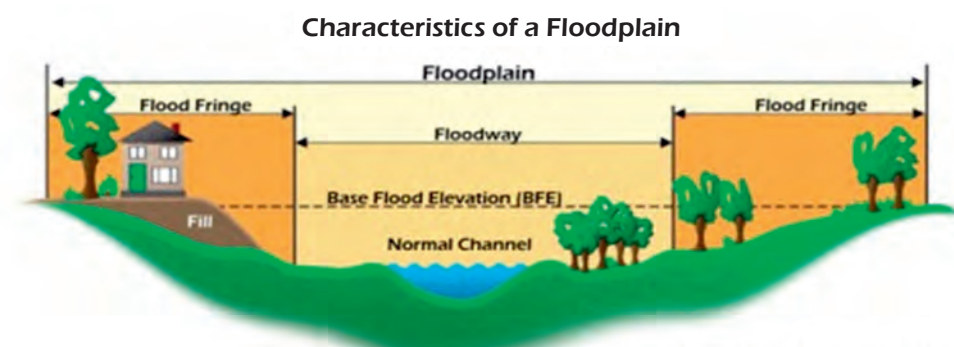 Characteristics of a Floodplain
Floodplain
Flood Fringe
Flood Fringe
Floodway
Base Flood Elevation (BFE)
Fill
Normal Channel